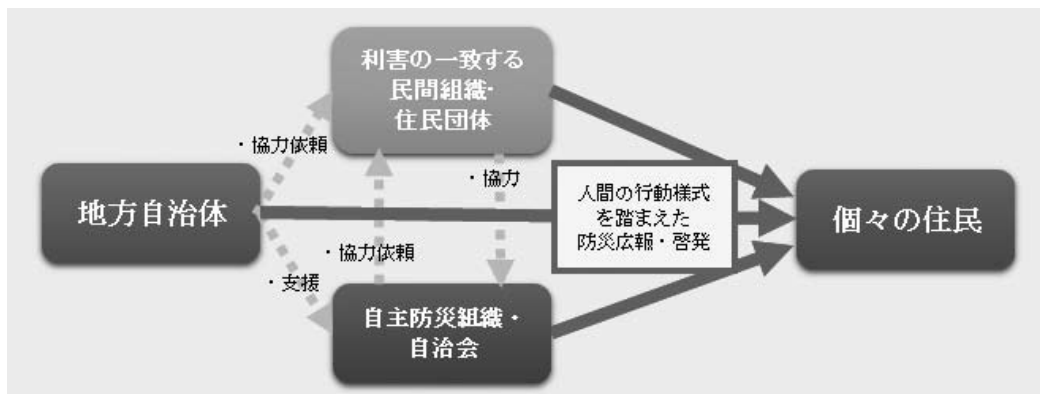 利害の一致する
民間組織・
住民団体
・協力依頼
・協力
地方自治体
人間の行動様式
を踏まえた
防災広報・啓発
個々の住民
・協力依頼
・支援
自主防災組織・
自治会